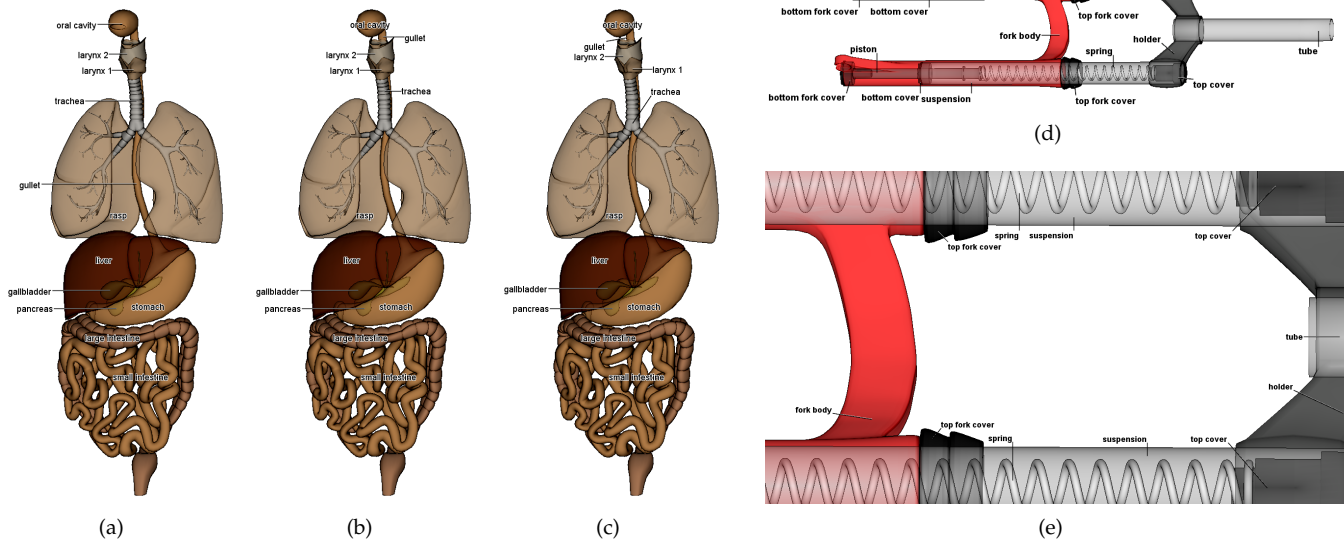 oral cavity
larynx 2
larynx 1
trachea
gullet
rasp
liver
gallbladder
pancreas
stomach
large intestine
small intestine
(a)
oral cavity
gullet
larynx 2
larynx 1
trachea
rasp
liver
gallbladder
pancreas
stomach
large intestine
small intestine
(b)
oral cavity
gullet
larynx 2
larynx 1
trachea
rasp
liver
gallbladder
pancreas
stomach
large intestine
small intestine
(c)
bottom fork cover
bottom cover
top fork cover
fork body
holder
tube
piston
spring
bottom fork cover
bottom cover
suspension
top fork cover
top cover
(d)
top fork cover
spring
suspension
top cover
tube
holder
fork body
top fork cover
spring
suspension
top cover
(e)